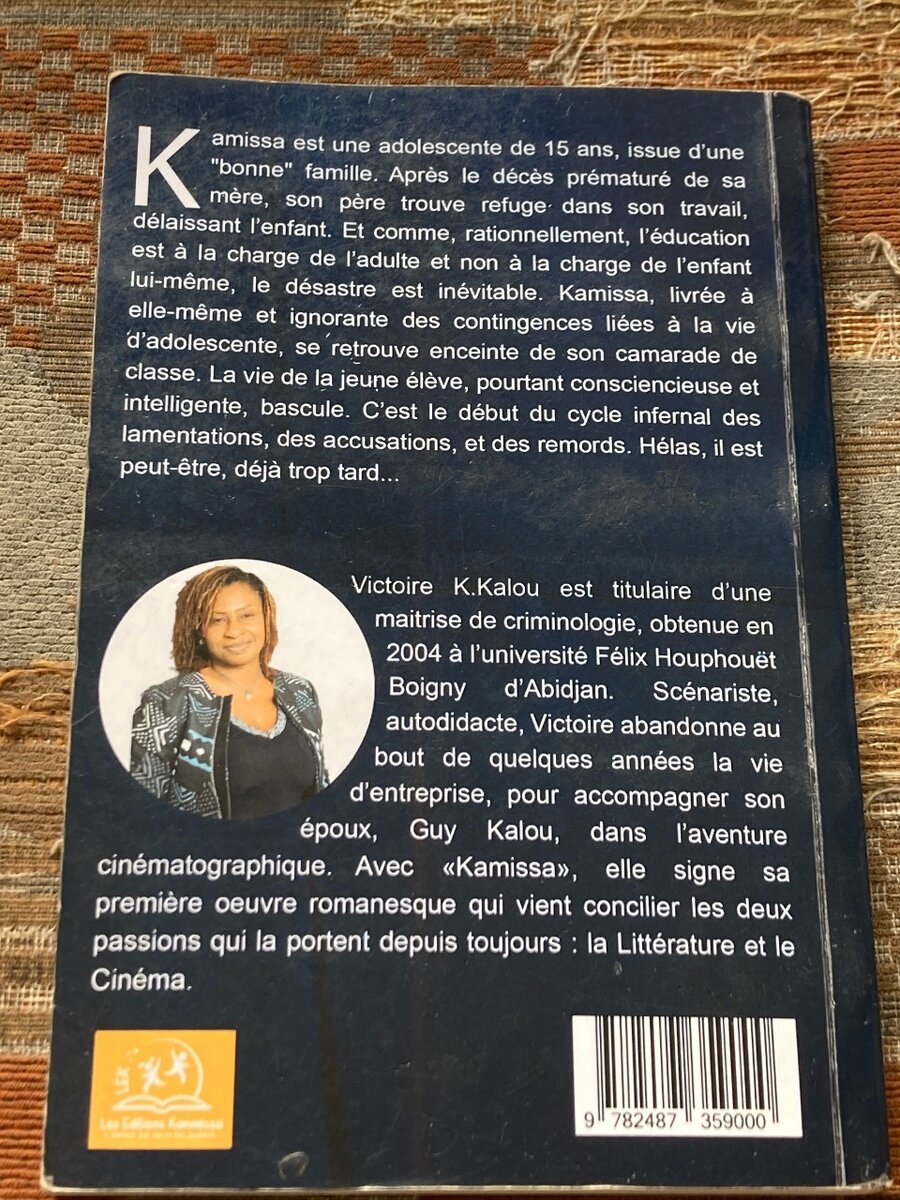 Kamissa est une adolescente de 15 ans, issue d’une
"bonne" famille. Après le décès prématuré de sa
mère, son père trouve refuge dans son travail,
délaissant l’enfant. Et comme, rationnellement, l’éducation
est à la charge de l’adulte et non à la charge de l’enfant
lui-même, le désastre est inévitable. Kamissa, livrée à
elle-même et ignorante des contingences liées à la vie
d’adolescente, se retrouve enceinte de son camarade de
classe. La vie de la jeune élève, pourtant consciencieuse et
intelligente, bascule. C’est le début du cycle infernal des
lamentations, des accusations, et des remords. Hélas, il est
peut-être, déjà trop tard...
Victoire K.Kalou est titulaire d’une
maitrise de criminologie, obtenue en
2004 à l’université Félix Houphouët
Boigny d’Abidjan. Scénariste,
autodidacte, Victoire abandonne au
bout de quelques années la vie
d’entreprise, pour accompagner son
époux, Guy Kalou, dans l’aventure
cinématographique. Avec «Kamissa», elle signe sa
première oeuvre romanesque qui vient concilier les deux
passions qui la portent depuis toujours : la Littérature et le
Cinéma.
LEK
Les Editions Kamissa
9 782487 359000